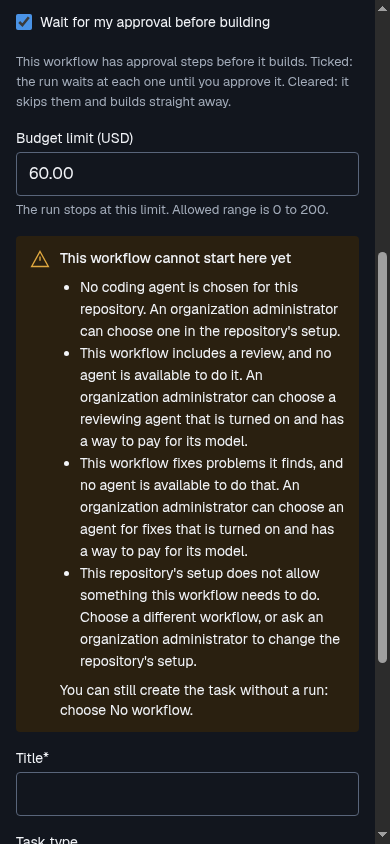 Wait for my approval before building
This workflow has approval steps before it builds. Ticked:
the run waits at each one until you approve it. Cleared: it
skips them and builds straight away.
Budget limit (USD)
60.00
The run stops at this limit. Allowed range is 0 to 200.
This workflow cannot start here yet
• No coding agent is chosen for this
repository. An organization administrator
can choose one in the repository's setup.
• This workflow includes a review, and no
agent is available to do it. An
organization administrator can choose a
reviewing agent that is turned on and has
a way to pay for its model.
• This workflow fixes problems it finds, and
no agent is available to do that. An
organization administrator can choose an
agent for fixes that is turned on and has
a way to pay for its model.
• This repository's setup does not allow
something this workflow needs to do.
Choose a different workflow, or ask an
organization administrator to change the
repository's setup.
You can still create the task without a run:
choose No workflow.
Title*
Task type